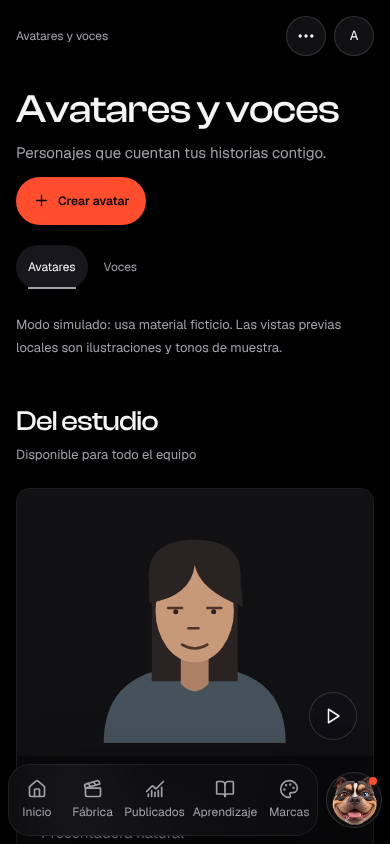 Avatares y voces
A
Avatares y voces
Personajes que cuentan tus historias contigo.
Crear avatar
Avatares
Voces
Modo simulado: usa material ficticio. Las vistas previas
locales son ilustraciones y tonos de muestra.
Del estudio
Disponible para todo el equipo
Inicio
Fábrica
Publicados
Aprendizaje
Marcas
Presentadora natural